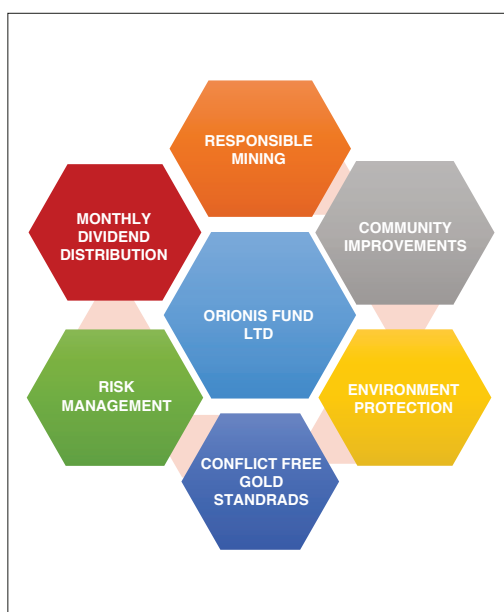 RESPONSIBLE
MINING
MONTHLY
DIVIDEND
DISTRIBUTION
COMMUNITY
IMPROVEMENTS
ORIONIS FUND
LTD
RISK
MANAGEMENT
ENVIRONMENT
PROTECTION
CONFLICT FREE
GOLD
STANDRADS